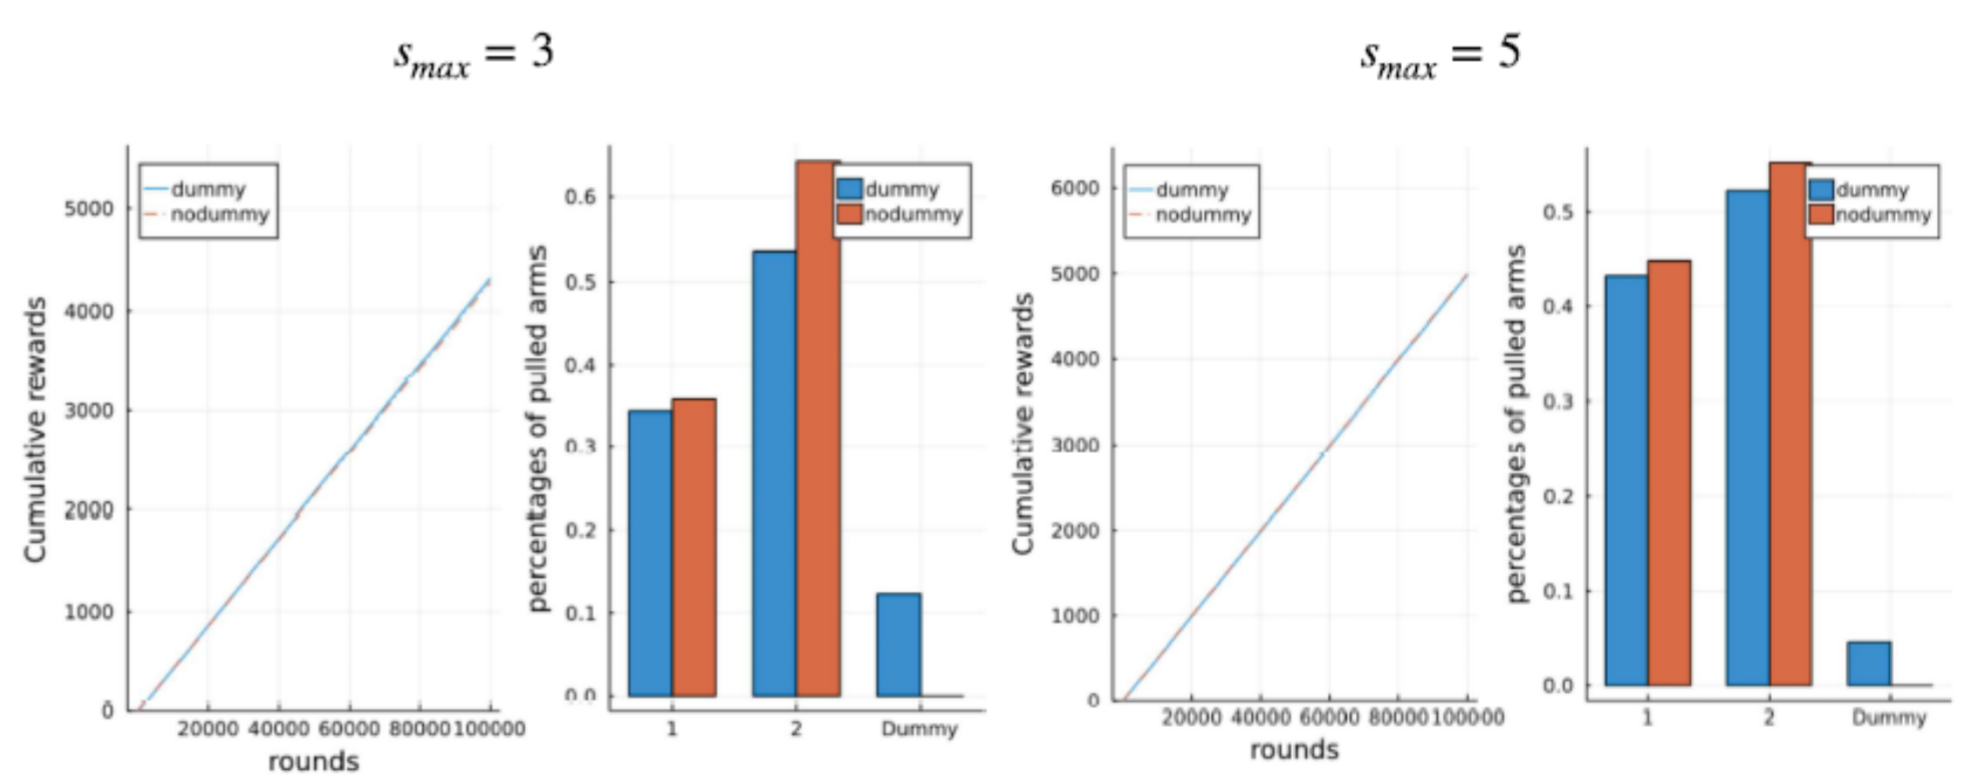 s_max = 3
Cumulative rewards
5000
4000
3000
2000
1000
0
dummy
nodummy
20000 40000 60000 80000 100000
rounds
percentages of pulled arms
0.6
0.5
0.4
0.3
0.2
0.1
0.0
dummy
nodummy
1 2 Dummy
s_max = 5
Cumulative rewards
6000
5000
4000
3000
2000
1000
0
dummy
nodummy
20000 40000 60000 80000 100000
rounds
percentages of pulled arms
0.5
0.4
0.3
0.2
0.1
0.0
dummy
nodummy
1 2 Dummy